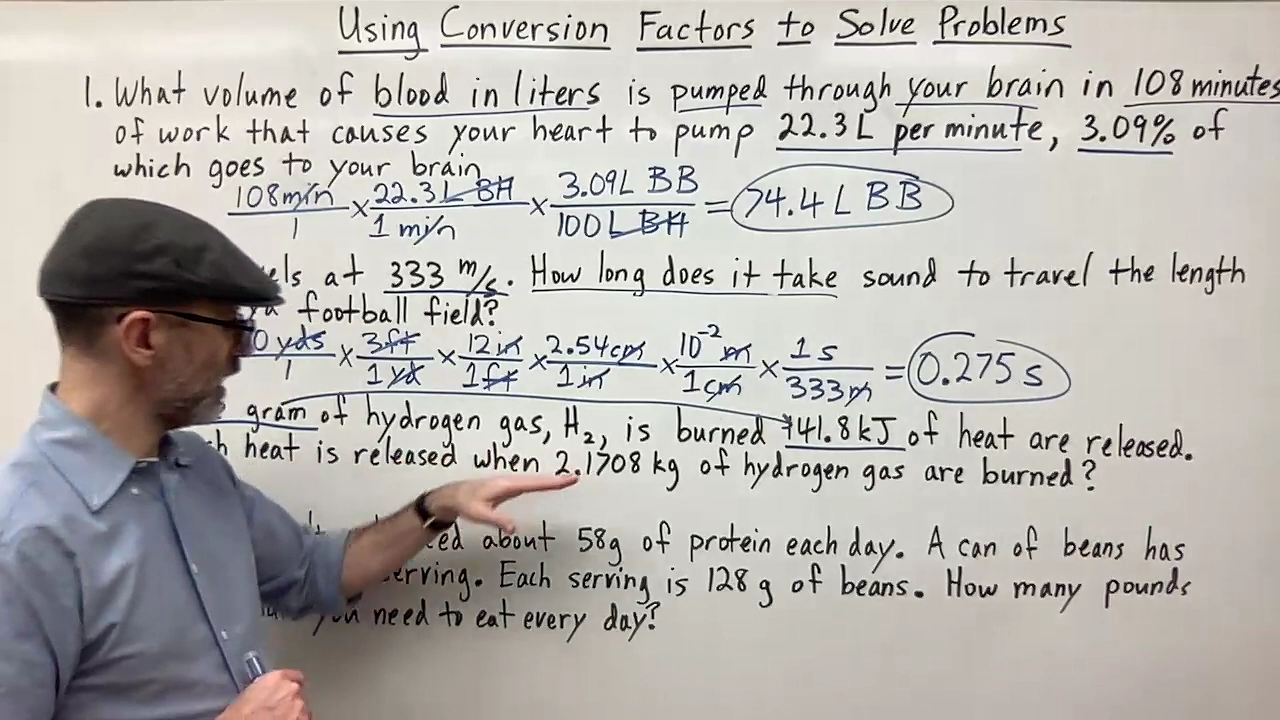 Using Conversion Factors to Solve Problems
1. What volume of blood in liters is pumped through your brain in 108 minutes
of work that causes your heart to pump 22.3 L per minute, 3.09% of
which goes to your brain
108 min/1 × 22.3 L BH/1 min × 3.09 L BB/100 L BH = 74.4 L BB
at 333 m/s. How long does it take sound to travel the length
football field?
yds/1 × 3 ft/1 yd × 12 in/1 ft × 2.54 cm/1 in × 10⁻² m/1 cm × 1 s/333 m = 0.275 s
gram of hydrogen gas, H₂, is burned 141.8 kJ of heat are released.
heat is released when 2.1708 kg of hydrogen gas are burned?
about 58 g of protein each day. A can of beans has
serving. Each serving is 128 g of beans. How many pounds
you need to eat every day?